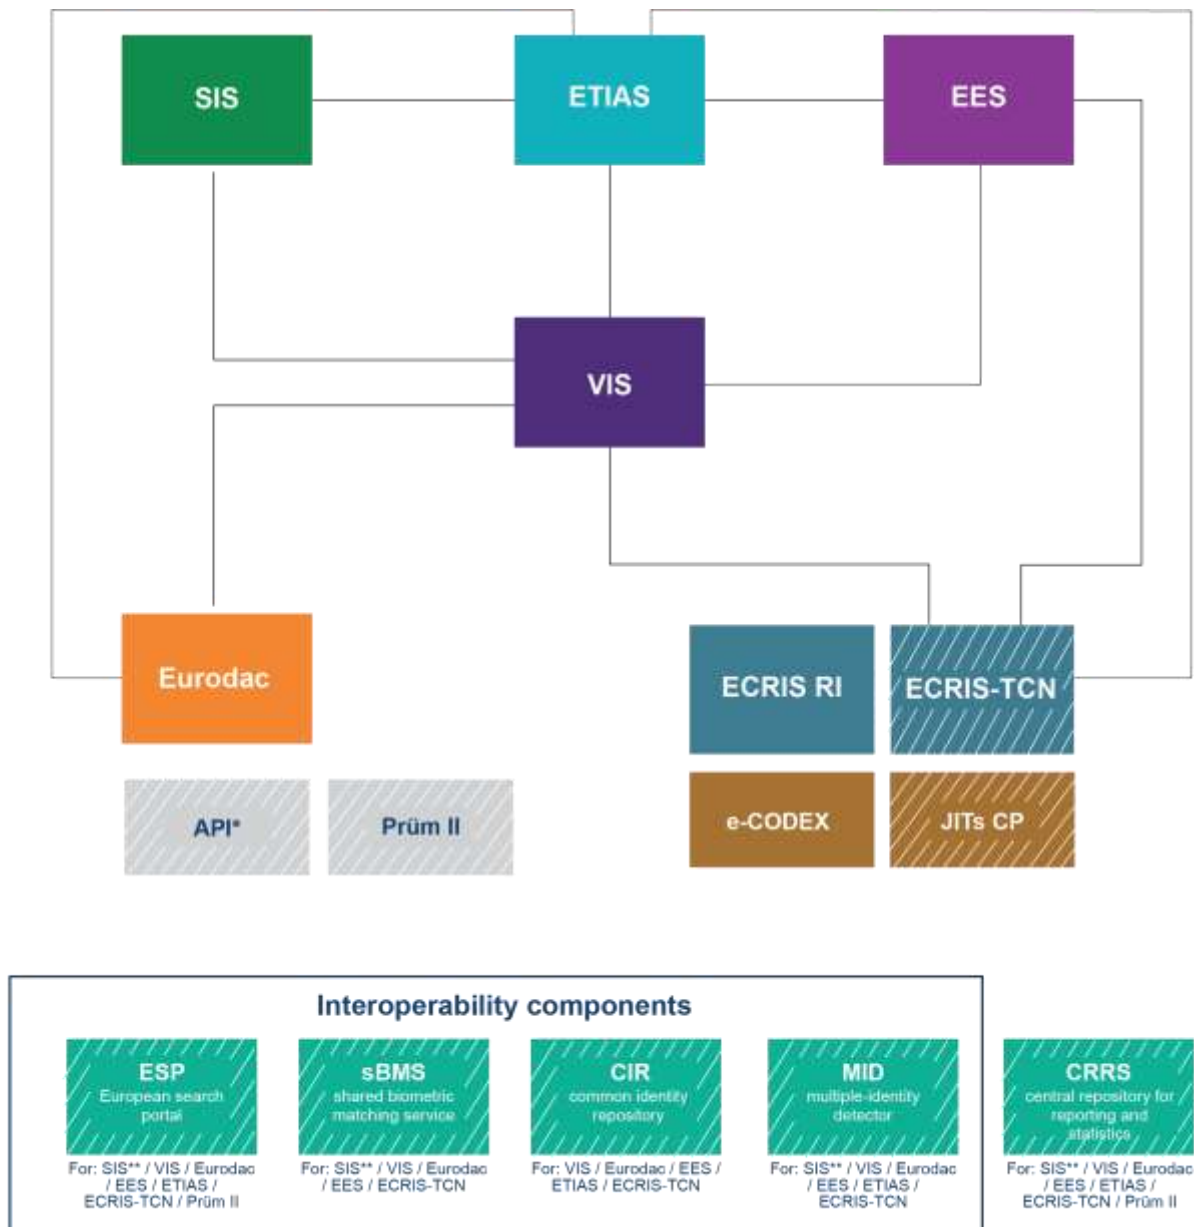 SIS
ETIAS
EES
VIS
Eurodac
ECRIS RI
ECRIS-TCN
API*
Prüm II
e-CODEX
JITs CP
Interoperability components
ESP
European search
portal
For: SIS** / VIS / Eurodac
/ EES / ETIAS /
ECRIS-TCN / Prüm II
sBMS
shared biometric
matching service
For: SIS** / VIS / Eurodac
/ EES / ECRIS-TCN
CIR
common identity
repository
For: VIS / Eurodac / EES /
ETIAS / ECRIS-TCN
MID
multiple-identity
detector
For: SIS** / VIS / Eurodac
/ EES / ETIAS /
ECRIS-TCN
CRRS
central repository for
reporting and
statistics
For: SIS** / VIS / Eurodac
/ EES / ETIAS /
ECRIS-TCN / Prüm II